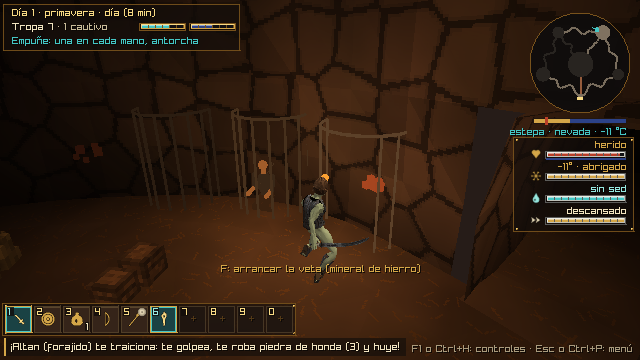 Día 1 · primavera · día (8 min)
Tropa 7 · 1 cautivo
Empuñe: una en cada mano, antorcha
estepa · nevada · -11 °C
herido
-11° · abrigado
sin sed
descansado
F: arrancar la veta (mineral de hierro)
1 2 3 4 5 6 7 8 9 0
1
¡Altan (forajido) te traiciona: te golpea, te roba piedra de honda (3) y huye!
F1 o Ctrl+H: controles · Esc o Ctrl+P: menú